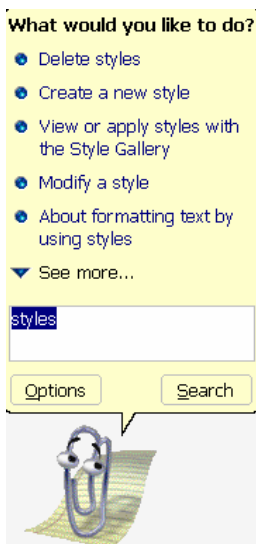 What would you like to do?
Delete styles
Create a new style
View or apply styles with
the Style Gallery
Modify a style
About formatting text by
using styles
See more...
styles
Options
Search